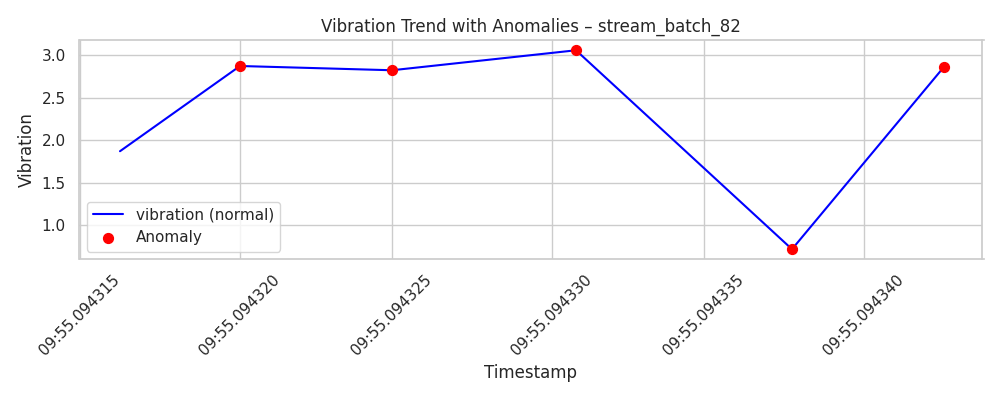 Vibration Trend with Anomalies – stream_batch_82
Vibration
3.0
2.5
2.0
1.5
1.0
vibration (normal)
Anomaly
09:55.094315
09:55.094320
09:55.094325
09:55.094330
09:55.094335
09:55.094340
Timestamp